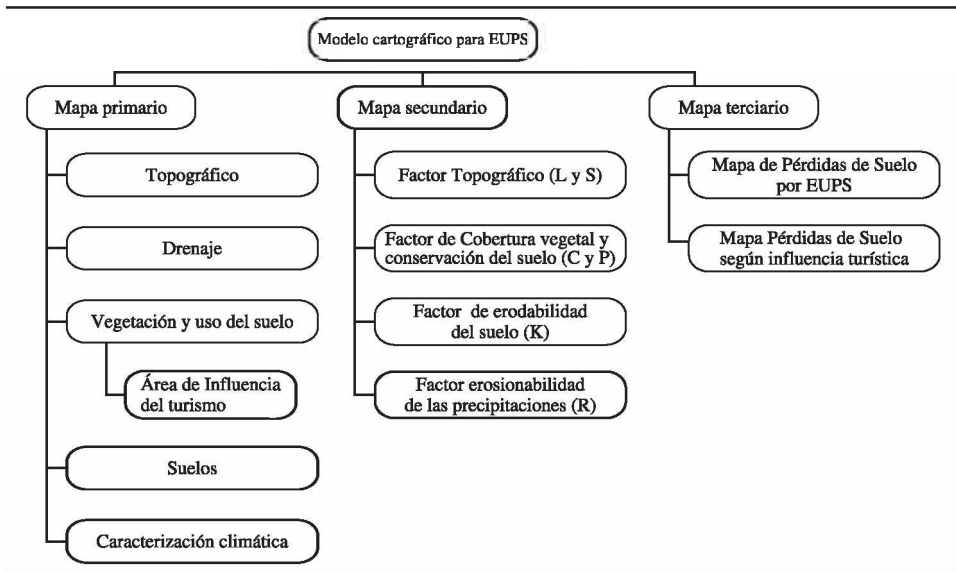 Modelo cartográfico para EUPS
Mapa primario
Mapa secundario
Mapa terciario
Topográfico
Drenaje
Vegetación y uso del suelo
Área de Influencia
del turismo
Suelos
Caracterización climática
Factor Topográfico (L y S)
Factor de Cobertura vegetal y
conservación del suelo (C y P)
Factor de erodabilidad
del suelo (K)
Factor erosionabilidad
de las precipitaciones (R)
Mapa de Pérdidas de Suelo
por EUPS
Mapa Pérdidas de Suelo
según influencia turística